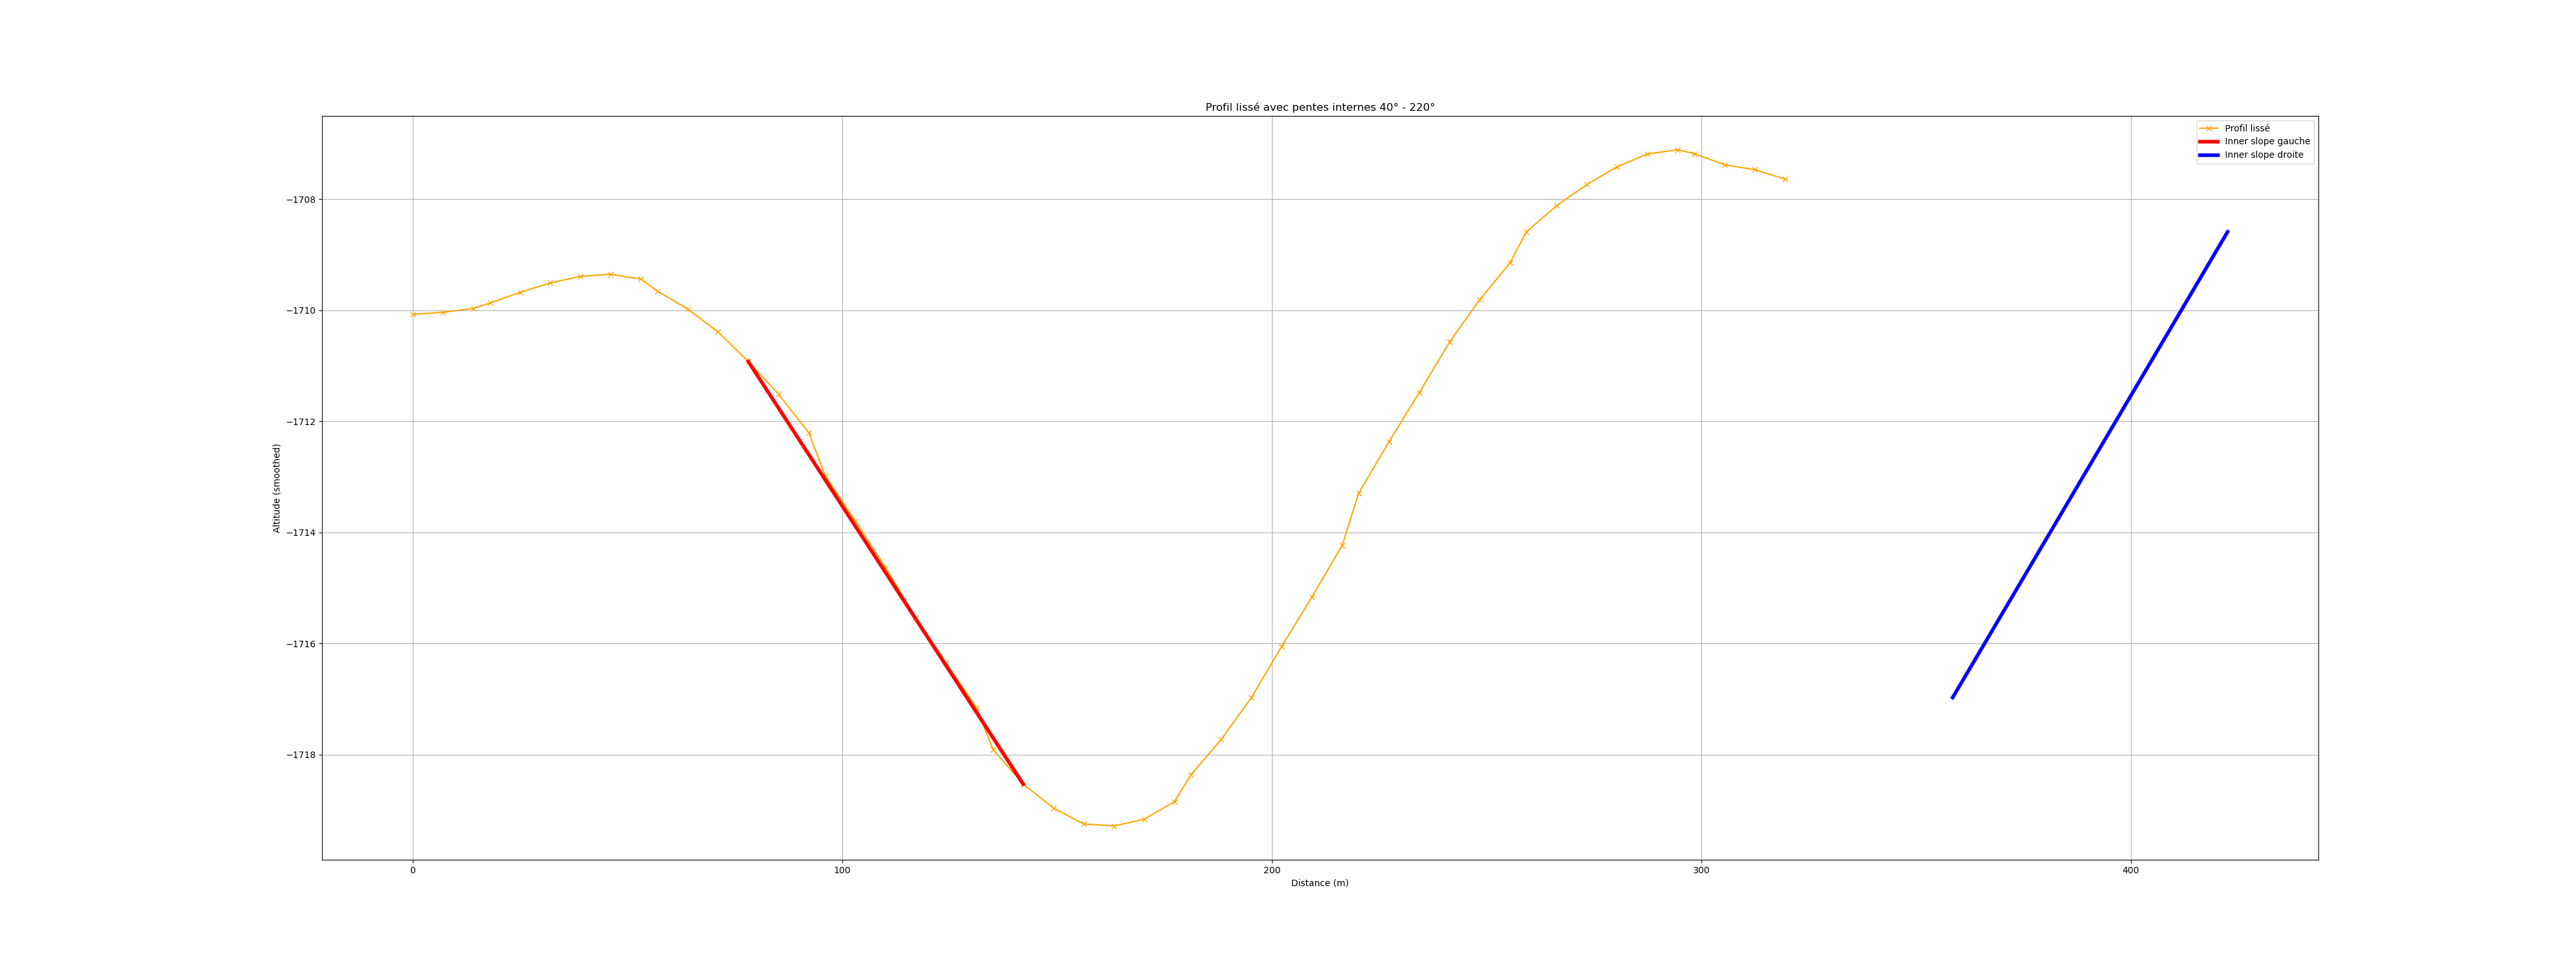 Profil lissé avec pentes internes 40° - 220°
Profil lissé
Inner slope gauche
Inner slope droite
−1708
−1710
−1712
−1714
−1716
−1718
Altitude (smoothed)
0
100
200
300
400
Distance (m)